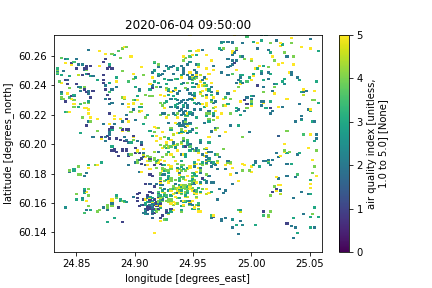 2020-06-04 09:50:00
60.26
60.24
60.22
60.20
60.18
60.16
60.14
latitude [degrees_north]
24.85 24.90 24.95 25.00 25.05
longitude [degrees_east]
5
4
3
2
1
0
air quality index [unitless,
1.0 to 5.0] [None]